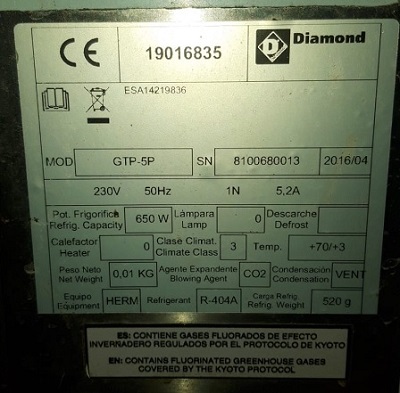 CE 19016835 Diamond
ESA14219836
MOD GTP-5P SN 8100680013 2016/04
230V 50Hz 1N 5,2A
Pot. Frigorific Refrig. Capacity 650 W Làmpara Lamp 0 Descarche Defrost
Calefactor Heater 0 Clase Climat. Climate Class 3 Temp. +70/+3
Peso Neto Net Weight 0,01 KG Agente Expandente Blowing Agent CO2 Condensación Condensation VENT
Equipo Equipment HERM Refrigerant R-404A Carga Refrig. Refrig. Weight 520 g
ES: CONTIENE GASES FLUORADOS DE EFECTO
INVERNADERO REGULADOS POR EL PROTOCOLO DE KYOTO
EN: CONTAINS FLUORINATED GREENHOUSE GASES
COVERED BY THE KYOTO PROTOCOL